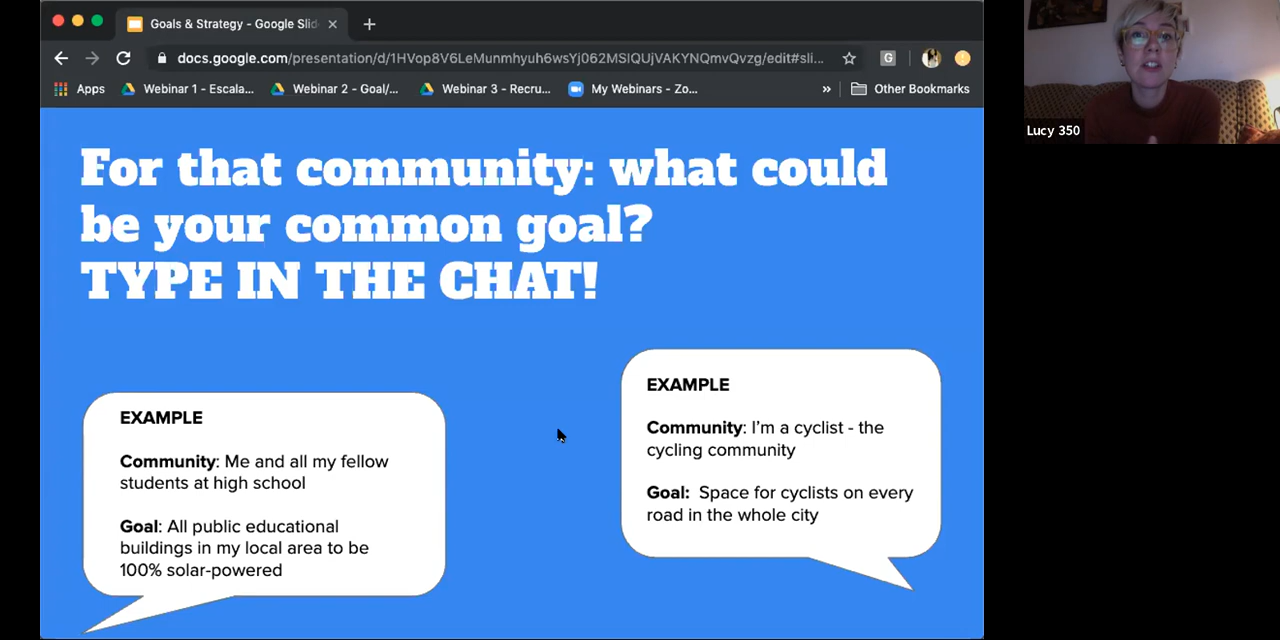 Goals & Strategy - Google Slid
docs.google.com/presentation/d/1HVop8V6LeMunmhyuh6wsYj062MSIQUjVAKYNQmvQvzg/edit#sli...
G
Apps
Webinar 1 - Escala...
Webinar 2 - Goal/...
Webinar 3 - Recru...
My Webinars - Zo...
»
Other Bookmarks
Lucy 350
For that community: what could
be your common goal?
TYPE IN THE CHAT!
EXAMPLE
Community: Me and all my fellow
students at high school
Goal: All public educational
buildings in my local area to be
100% solar-powered
EXAMPLE
Community: I'm a cyclist - the
cycling community
Goal: Space for cyclists on every
road in the whole city